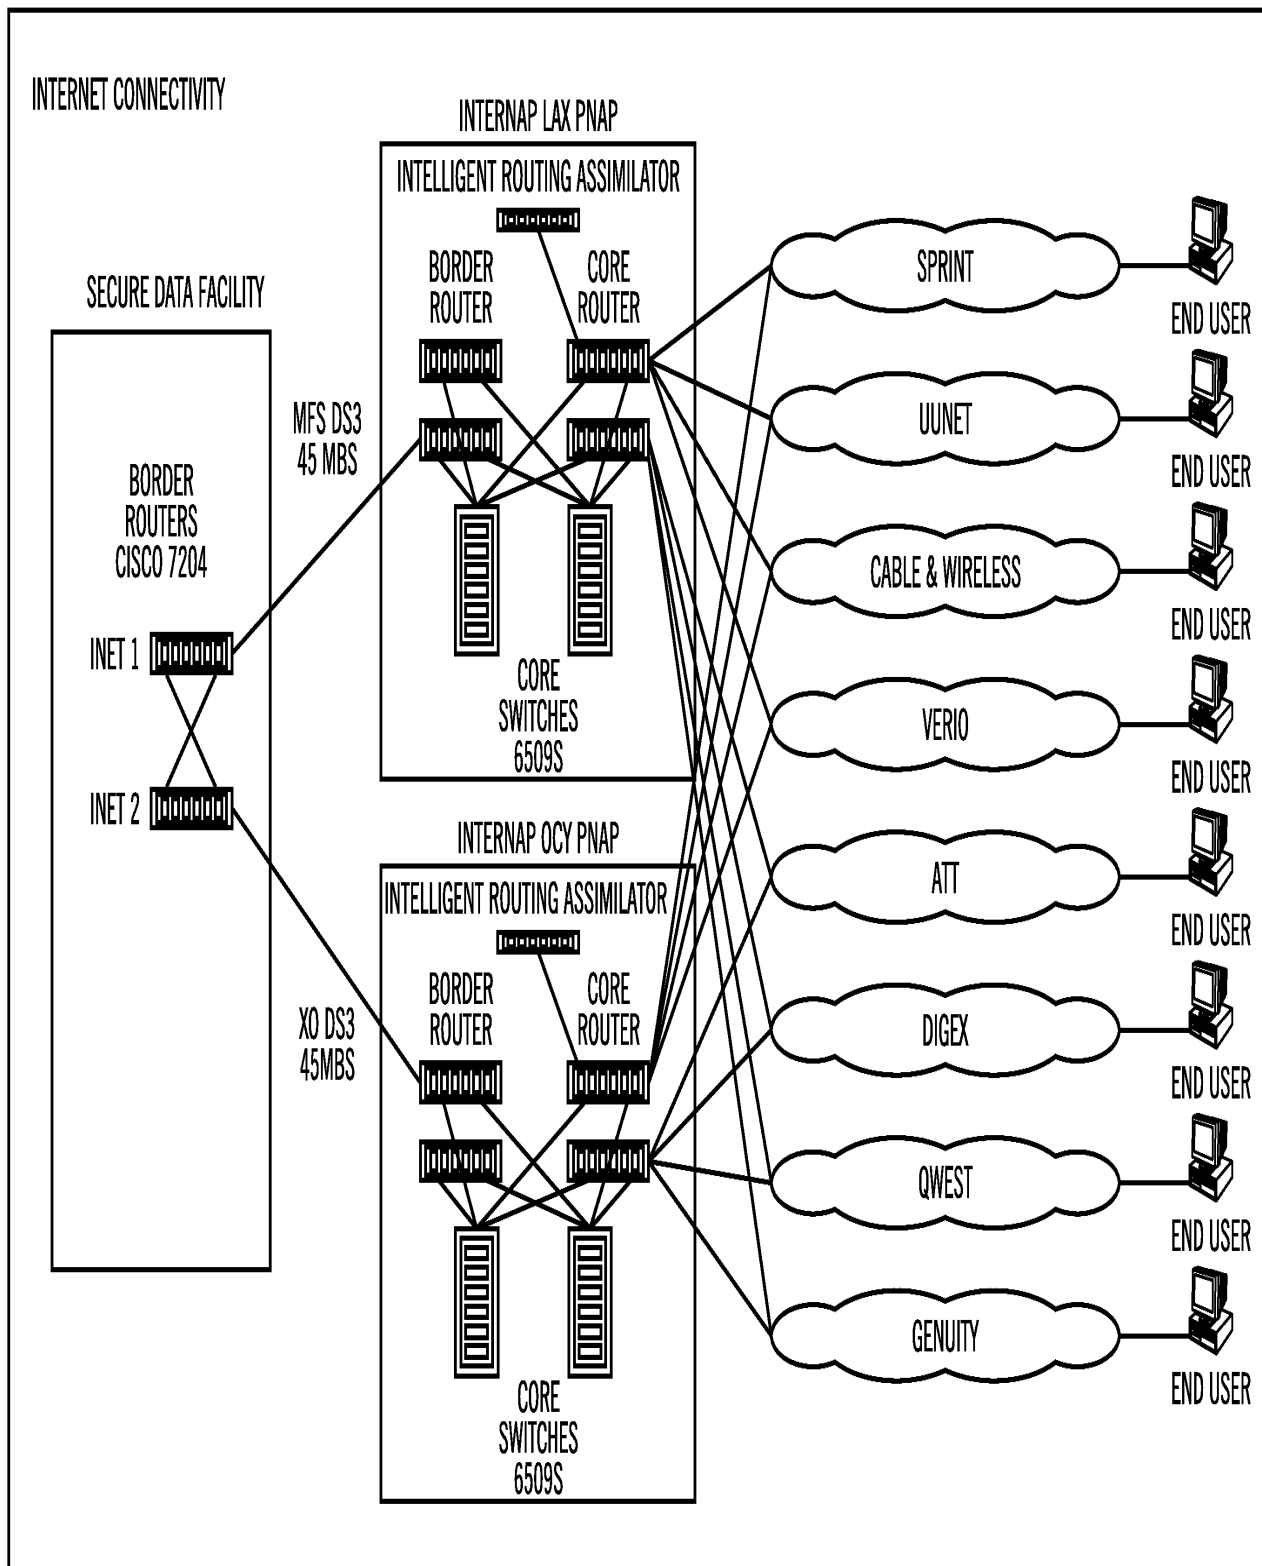 INTERNET CONNECTIVITY
SECURE DATA FACILITY
BORDER
ROUTERS
CISCO 7204
INET 1
INET 2
MFS DS3
45 MBS
XO DS3
45MBS
INTERNAP LAX PNAP
INTELLIGENT ROUTING ASSIMILATOR
BORDER
ROUTER
CORE
ROUTER
CORE
SWITCHES
6509S
INTERNAP OCY PNAP
INTELLIGENT ROUTING ASSIMILATOR
BORDER
ROUTER
CORE
ROUTER
CORE
SWITCHES
6509S
SPRINT
END USER
UUNET
END USER
CABLE & WIRELESS
END USER
VERIO
END USER
ATT
END USER
DIGEX
END USER
QWEST
END USER
GENUITY
END USER